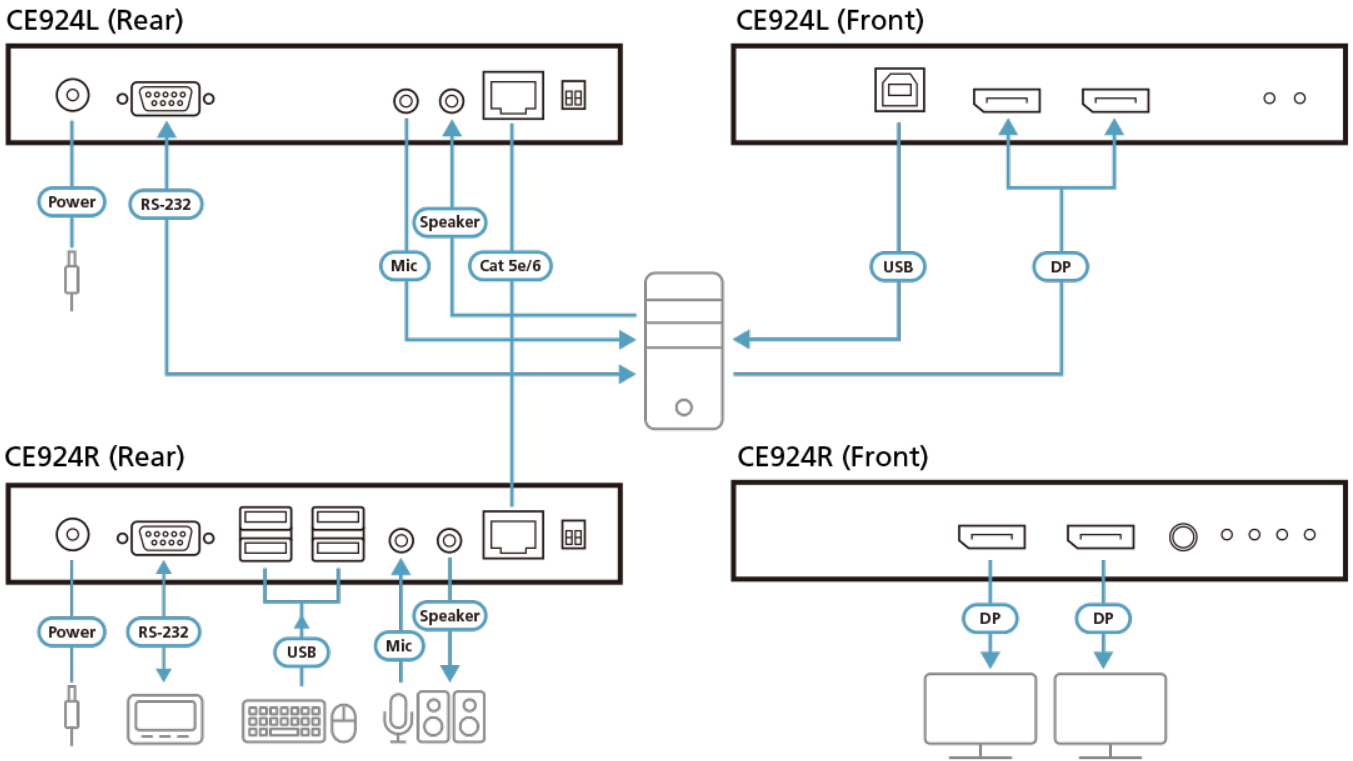 CE924L (Rear)
CE924L (Front)
Power
RS-232
Speaker
Mic
Cat 5e/6
USB
DP
CE924R (Rear)
CE924R (Front)
Power
RS-232
USB
Mic
Speaker
DP
DP